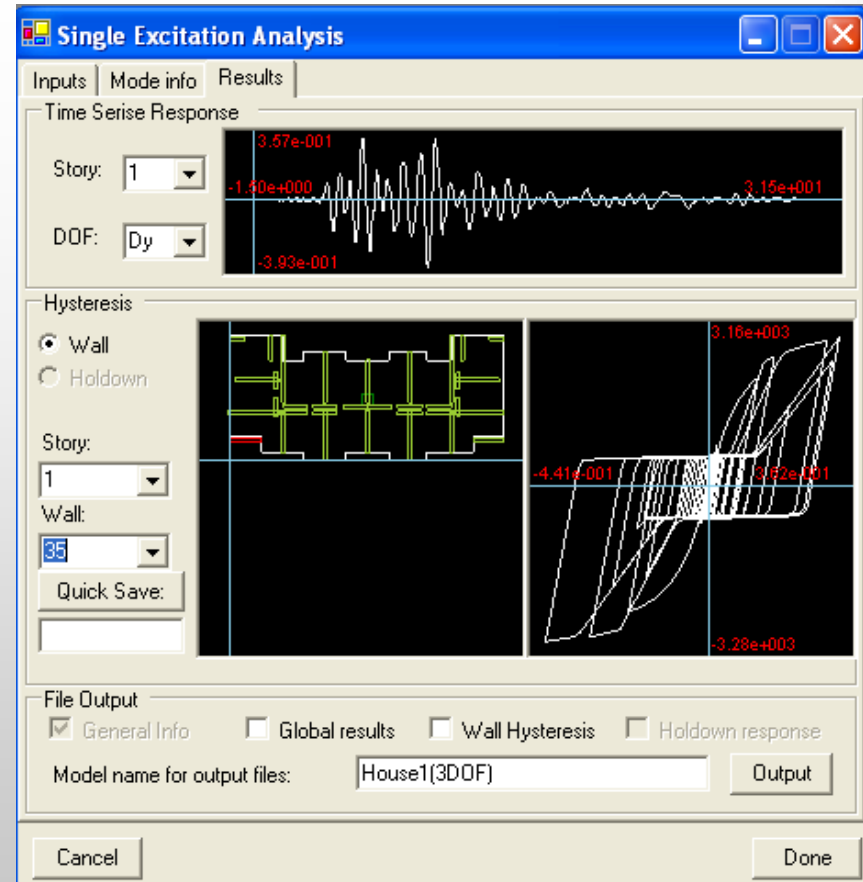 Single Excitation Analysis
Inputs Mode info Results
Time Serise Response
Story: 1
DOF: Dy
3.57e-001
-1.50e+000
3.15e+001
-3.93e-001
Hysteresis
Wall
Holdown
Story:
1
Wall:
35
Quick Save:
3.16e+003
-4.41e-001
3.62e-001
-3.28e+003
File Output
General Info Global results Wall Hysteresis Holdown response
Model name for output files: House1(3DOF) Output
Cancel Done